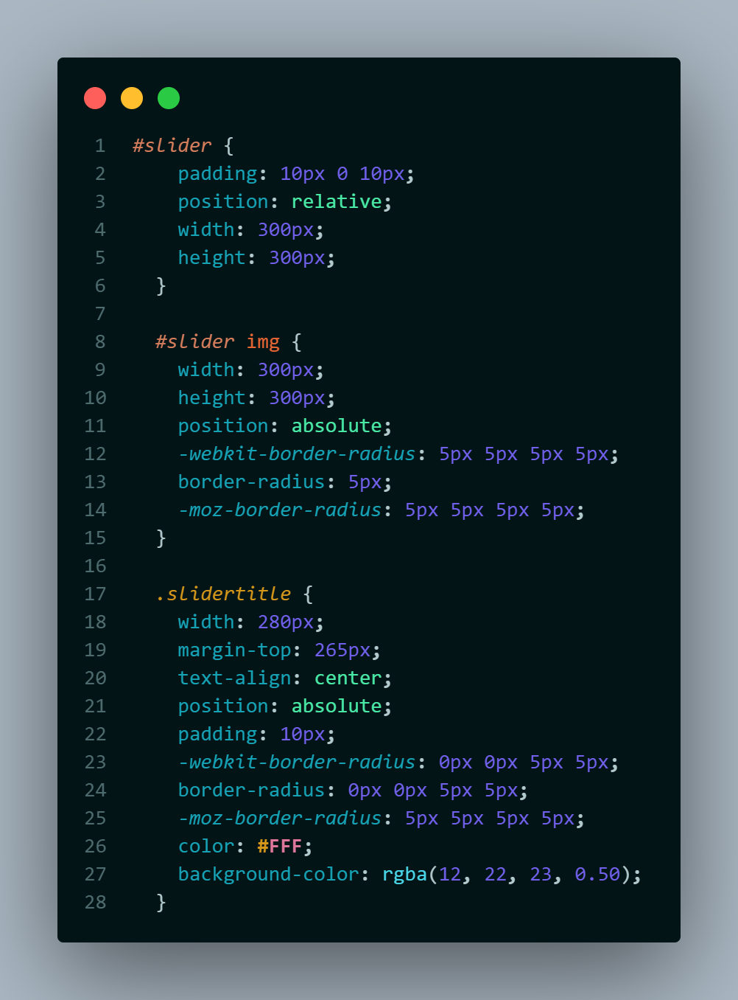 1 #slider {
2 padding: 10px 0 10px;
3 position: relative;
4 width: 300px;
5 height: 300px;
6 }
7
8 #slider img {
9 width: 300px;
10 height: 300px;
11 position: absolute;
12 -webkit-border-radius: 5px 5px 5px 5px;
13 border-radius: 5px;
14 -moz-border-radius: 5px 5px 5px 5px;
15 }
16
17 .slidertitle {
18 width: 280px;
19 margin-top: 265px;
20 text-align: center;
21 position: absolute;
22 padding: 10px;
23 -webkit-border-radius: 0px 0px 5px 5px;
24 border-radius: 0px 0px 5px 5px;
25 -moz-border-radius: 5px 5px 5px 5px;
26 color: #FFF;
27 background-color: rgba(12, 22, 23, 0.50);
28 }